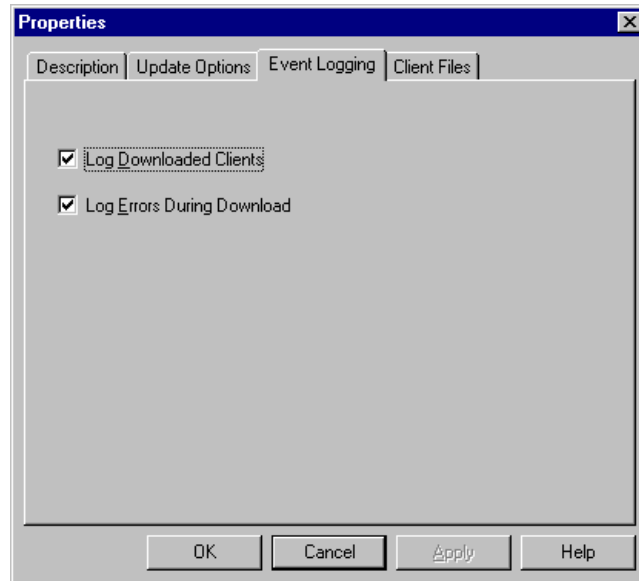 Properties
Description Update Options Event Logging Client Files
Log Downloaded Clients
Log Errors During Download
OK Cancel Apply Help